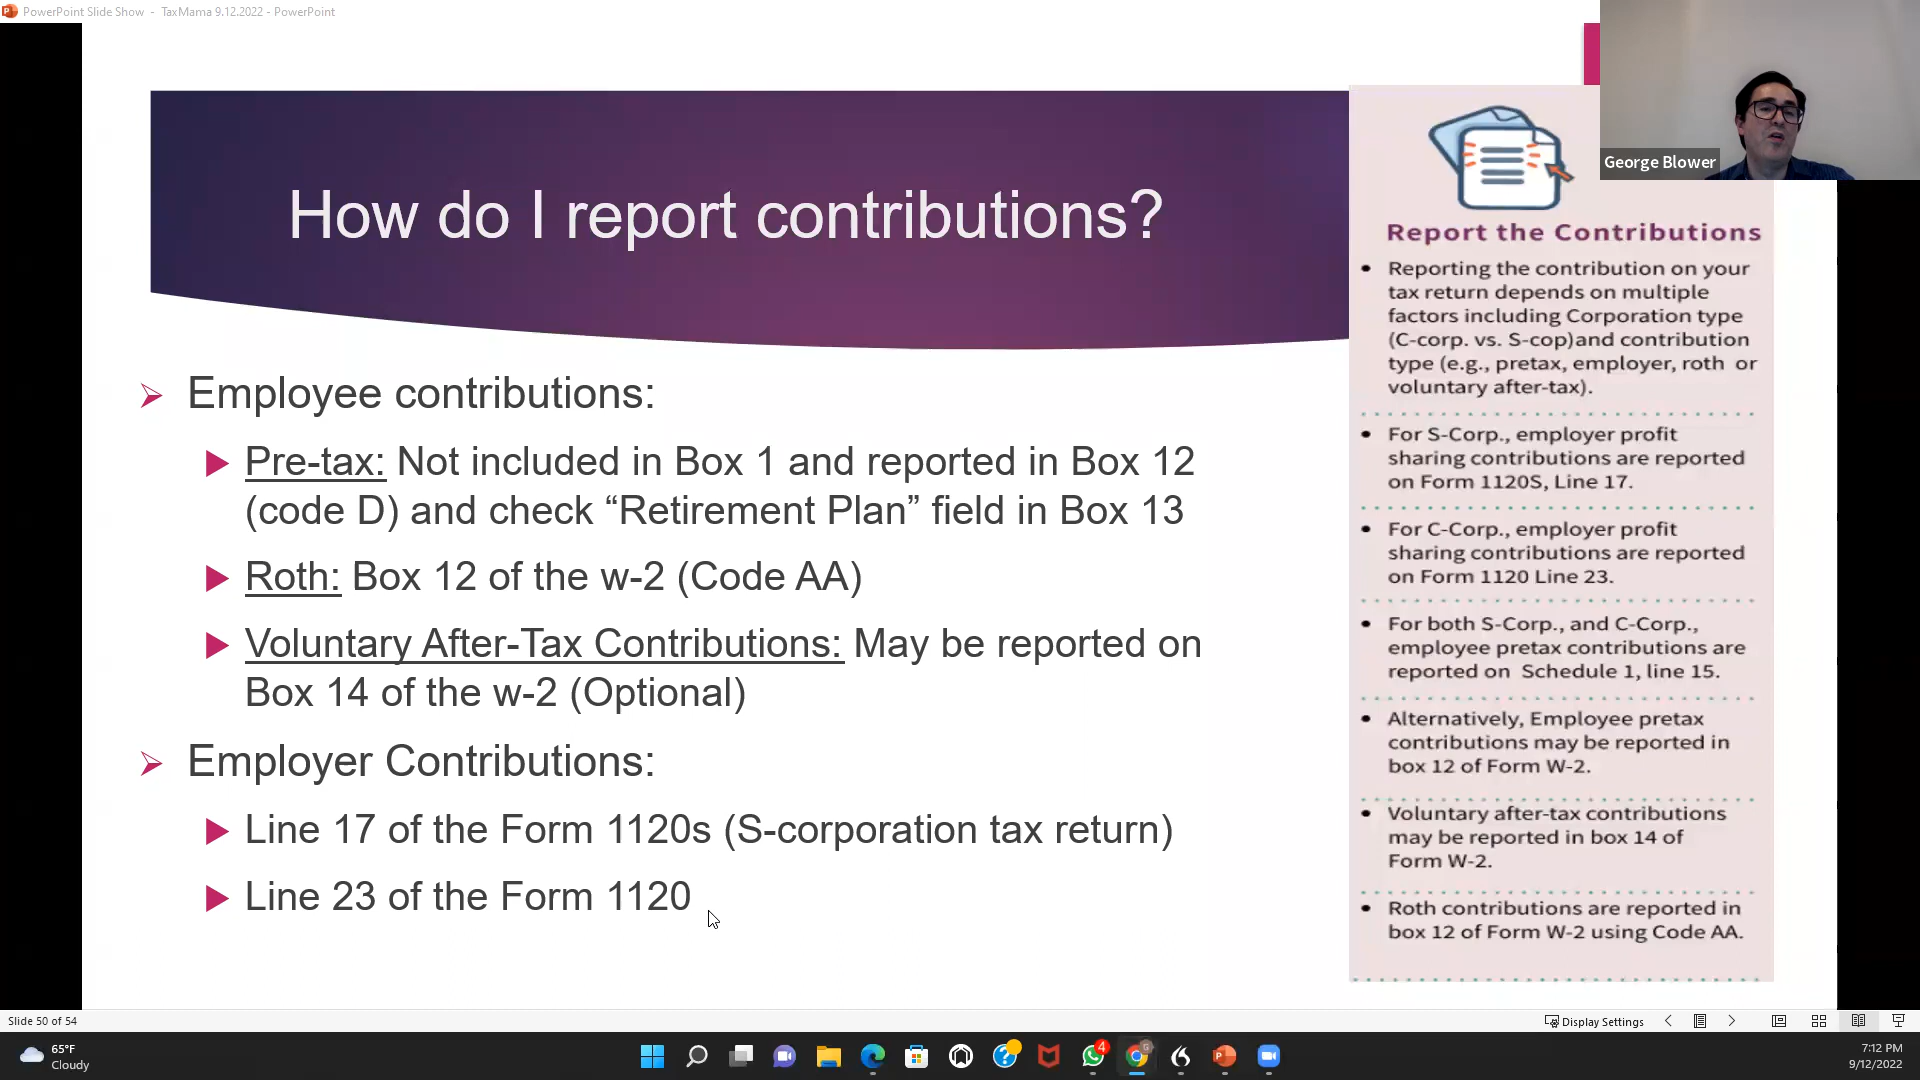 PowerPoint Slide Show - TaxMama 9.12.2022 - PowerPoint
George Blower
How do I report contributions?
Employee contributions:
Pre-tax: Not included in Box 1 and reported in Box 12
(code D) and check “Retirement Plan” field in Box 13
Roth: Box 12 of the w-2 (Code AA)
Voluntary After-Tax Contributions: May be reported on
Box 14 of the w-2 (Optional)
Employer Contributions:
Line 17 of the Form 1120s (S-corporation tax return)
Line 23 of the Form 1120
Report the Contributions
Reporting the contribution on your
tax return depends on multiple
factors including Corporation type
(C-corp. vs. S-cop)and contribution
type (e.g., pretax, employer, roth or
voluntary after-tax).
For S-Corp., employer profit
sharing contributions are reported
on Form 1120S, Line 17.
For C-Corp., employer profit
sharing contributions are reported
on Form 1120 Line 23.
For both S-Corp., and C-Corp.,
employee pretax contributions are
reported on Schedule 1, line 15.
Alternatively, Employee pretax
contributions may be reported in
box 12 of Form W-2.
Voluntary after-tax contributions
may be reported in box 14 of
Form W-2.
Roth contributions are reported in
box 12 of Form W-2 using Code AA.
Slide 50 of 54
Display Settings
65°F
Cloudy
4
G
7:12 PM
9/12/2022